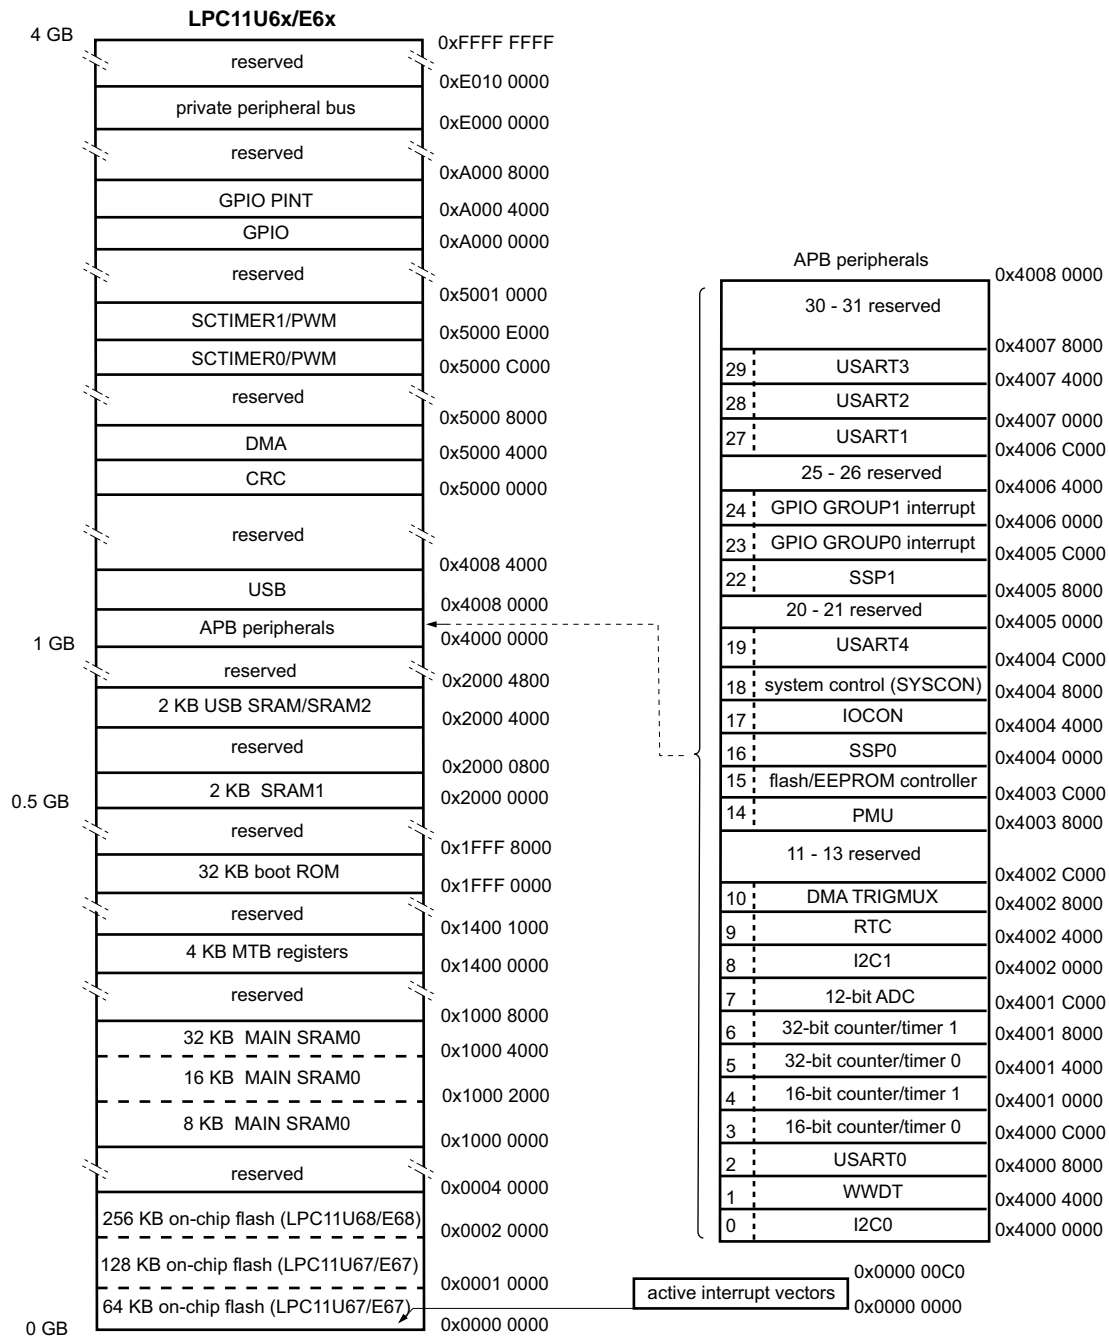 LPC11U6x/E6x
4 GB
0xFFFF FFFF
reserved
0xE010 0000
private peripheral bus
0xE000 0000
reserved
0xA000 8000
GPIO PINT
0xA000 4000
GPIO
0xA000 0000
reserved
0x5001 0000
SCTIMER1/PWM
0x5000 E000
SCTIMER0/PWM
0x5000 C000
reserved
0x5000 8000
DMA
0x5000 4000
CRC
0x5000 0000
reserved
0x4008 4000
USB
0x4008 0000
APB peripherals
0x4000 0000
1 GB
reserved
0x2000 4800
2 KB USB SRAM/SRAM2
0x2000 4000
reserved
0x2000 0800
2 KB SRAM1
0x2000 0000
0.5 GB
reserved
0x1FFF 8000
32 KB boot ROM
0x1FFF 0000
reserved
0x1400 1000
4 KB MTB registers
0x1400 0000
reserved
0x1000 8000
32 KB MAIN SRAM0
0x1000 4000
16 KB MAIN SRAM0
0x1000 2000
8 KB MAIN SRAM0
0x1000 0000
reserved
0x0004 0000
256 KB on-chip flash (LPC11U68/E68)
0x0002 0000
128 KB on-chip flash (LPC11U67/E67)
0x0001 0000
64 KB on-chip flash (LPC11U67/E67)
0x0000 0000
0 GB
APB peripherals
0x4008 0000
30 - 31 reserved
0x4007 8000
29 USART3
0x4007 4000
28 USART2
0x4007 0000
27 USART1
0x4006 C000
25 - 26 reserved
0x4006 4000
24 GPIO GROUP1 interrupt
0x4006 0000
23 GPIO GROUP0 interrupt
0x4005 C000
22 SSP1
0x4005 8000
20 - 21 reserved
0x4005 0000
19 USART4
0x4004 C000
18 system control (SYSCON)
0x4004 8000
17 IOCON
0x4004 4000
16 SSP0
0x4004 0000
15 flash/EEPROM controller
0x4003 C000
14 PMU
0x4003 8000
11 - 13 reserved
0x4002 C000
10 DMA TRIGMUX
0x4002 8000
9 RTC
0x4002 4000
8 I2C1
0x4002 0000
7 12-bit ADC
0x4001 C000
6 32-bit counter/timer 1
0x4001 8000
5 32-bit counter/timer 0
0x4001 4000
4 16-bit counter/timer 1
0x4001 0000
3 16-bit counter/timer 0
0x4000 C000
2 USART0
0x4000 8000
1 WWDT
0x4000 4000
0 I2C0
0x4000 0000
0x0000 00C0
active interrupt vectors
0x0000 0000